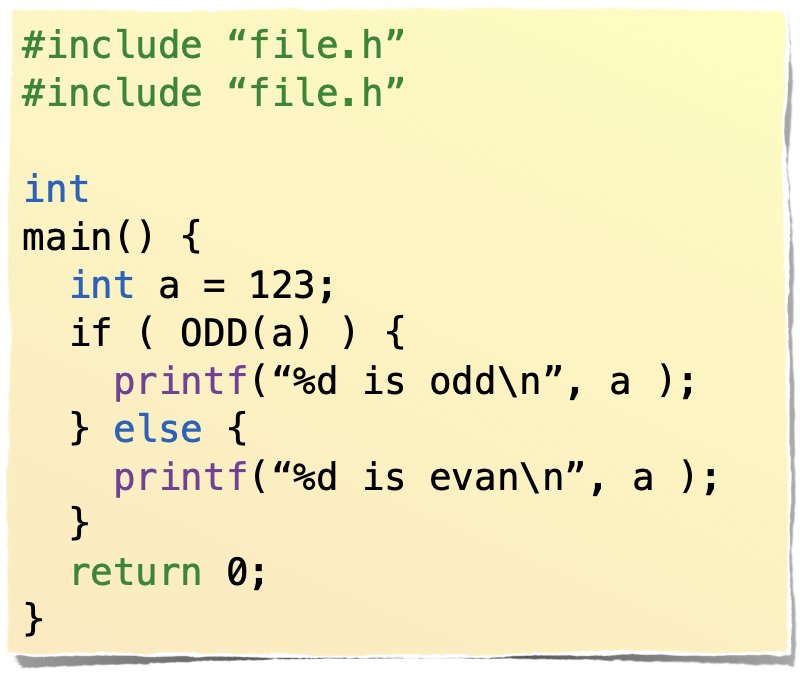 #include “file.h”
#include “file.h”
int
main() {
int a = 123;
if ( ODD(a) ) {
printf(“%d is odd\n”, a );
} else {
printf(“%d is evan\n”, a );
}
return 0;
}